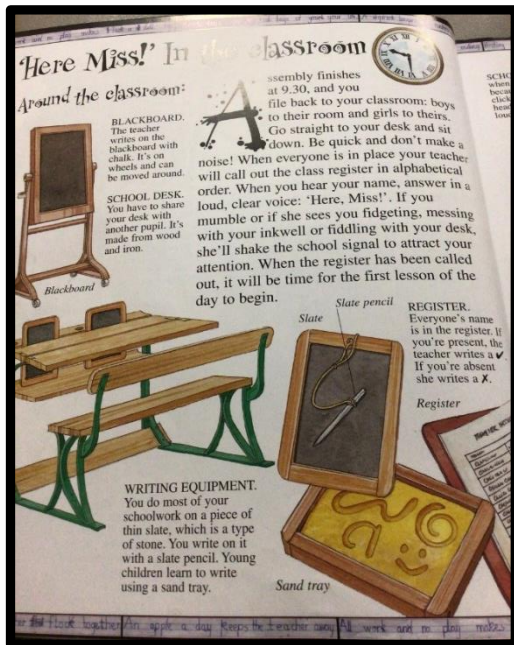 'Here Miss!' In the classroom
Around the classroom:
BLACKBOARD.
The teacher
writes on the
blackboard with
chalk. It's on
wheels and can
be moved around.
SCHOOL DESK.
You have to share
your desk with
another pupil. It's
made from wood
and iron.
Blackboard
Assembly finishes
at 9.30, and you
file back to your classroom: boys
to their room and girls to theirs.
Go straight to your desk and sit
down. Be quick and don't make a
noise! When everyone is in place your teacher
will call out the class register in alphabetical
order. When you hear your name, answer in a
loud, clear voice: 'Here, Miss!'. If you
mumble or if she sees you fidgeting, messing
with your inkwell or fiddling with your desk,
she'll shake the school signal to attract your
attention. When the register has been called
out, it will be time for the first lesson of the
day to begin.
Slate pencil
Slate
REGISTER.
Everyone's name
is in the register. If
you're present, the
teacher writes a ✔.
If you're absent
she writes a ✗.
Register
WRITING EQUIPMENT.
You do most of your
schoolwork on a piece of
thin slate, which is a type
of stone. You write on it
with a slate pencil. Young
children learn to write
using a sand tray.
Sand tray
together An apple a day keeps the teacher away All work and no play makes